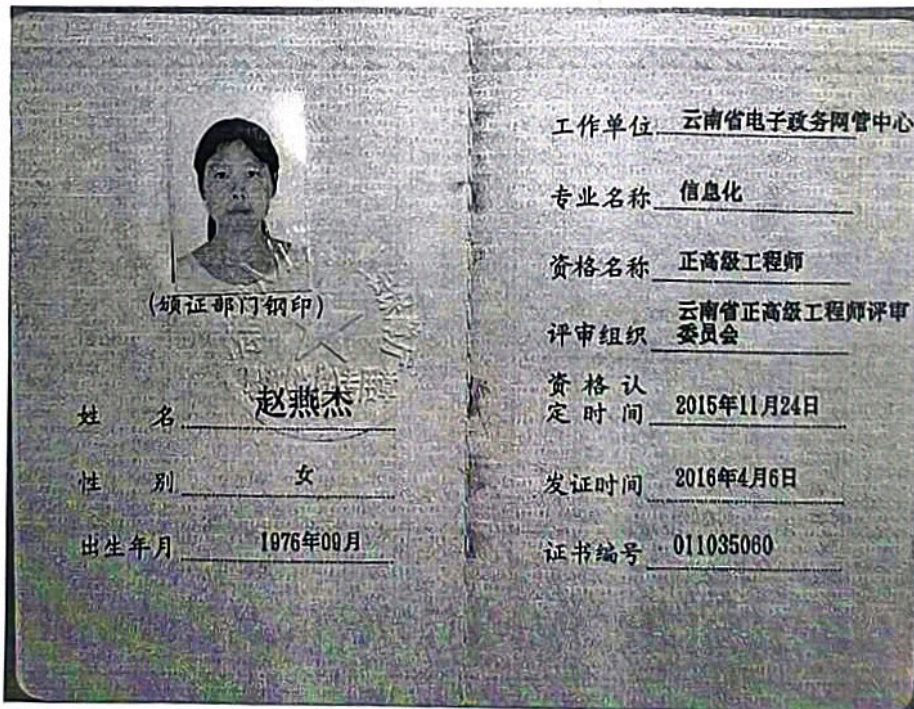 (颁证部门钢印)
姓 名 赵燕杰
性 别 女
出生年月 1976年09月
工作单位 云南省电子政务网管中心
专业名称 信息化
资格名称 正高级工程师
评审组织 云南省正高级工程师评审
委员会
资格认
定时间 2015年11月24日
发证时间 2016年4月6日
证书编号 011035060